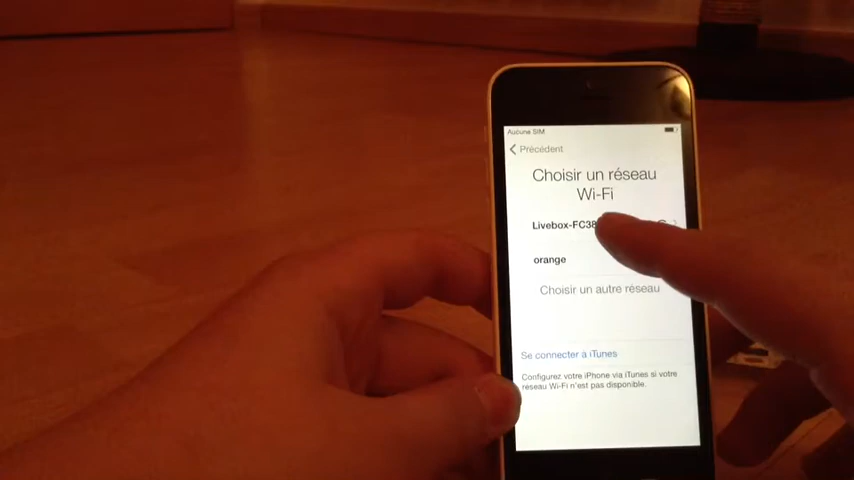 Aucune SIM
Précédent
Choisir un réseau
Wi-Fi
Livebox-FC38
orange
Choisir un autre réseau
Se connecter à iTunes
Configurez votre iPhone via iTunes si votre
réseau Wi-Fi n'est pas disponible.